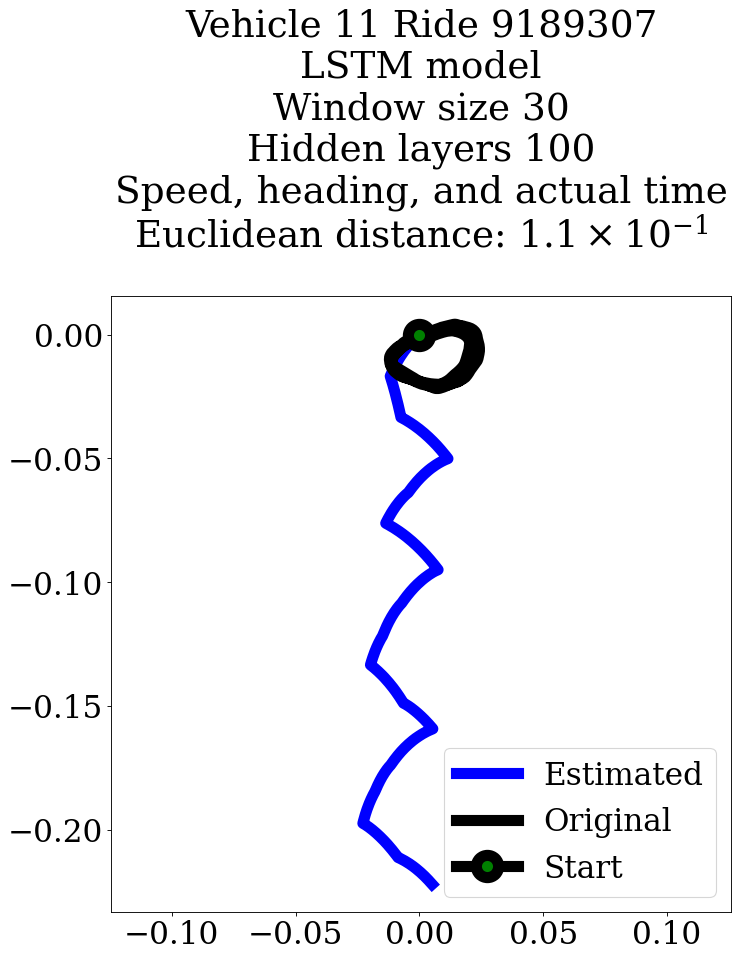 Vehicle 11 Ride 9189307
LSTM model
Window size 30
Hidden layers 100
Speed, heading, and actual time
Euclidean distance: 1.1 × 10⁻¹
0.00
−0.05
−0.10
−0.15
−0.20
Estimated
Original
Start
−0.10 −0.05 0.00 0.05 0.10